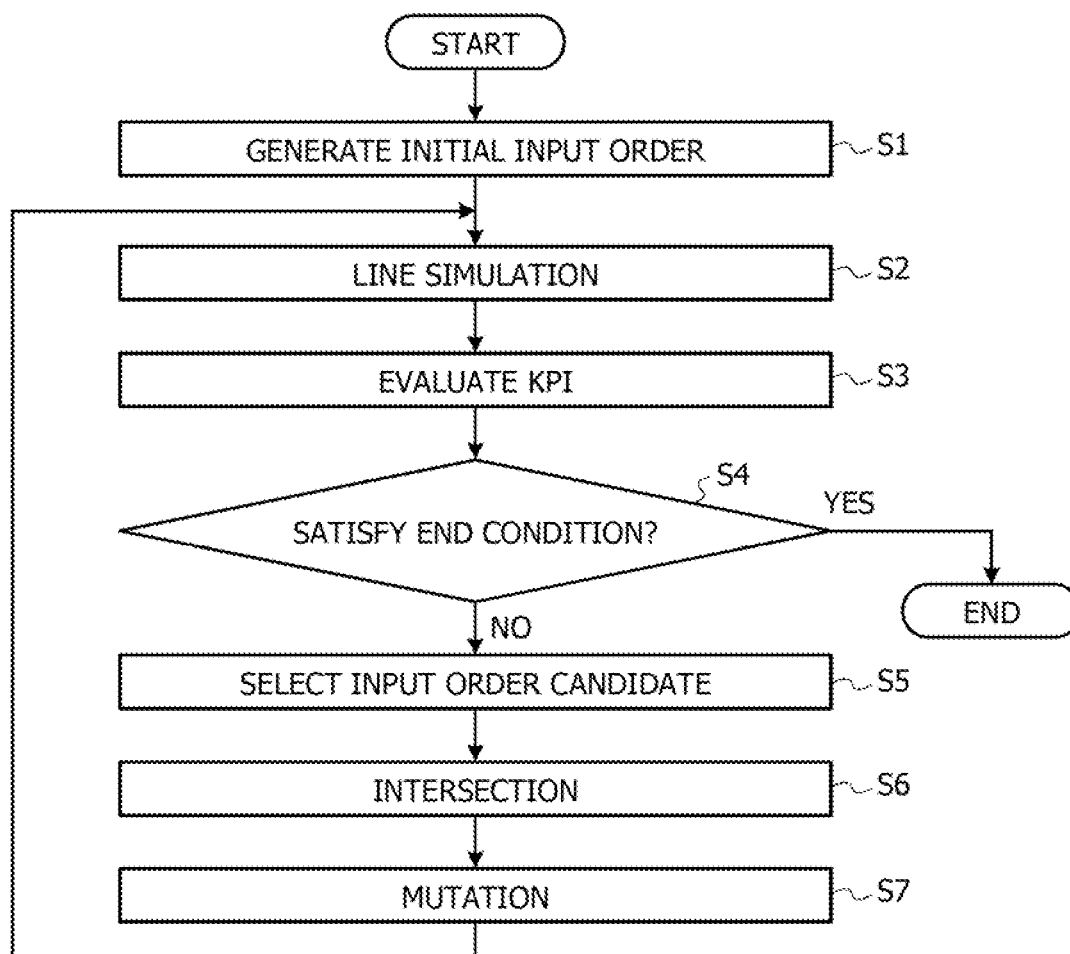 START
GENERATE INITIAL INPUT ORDER
S1
LINE SIMULATION
S2
EVALUATE KPI
S3
S4
SATISFY END CONDITION?
YES
END
NO
SELECT INPUT ORDER CANDIDATE
S5
INTERSECTION
S6
MUTATION
S7